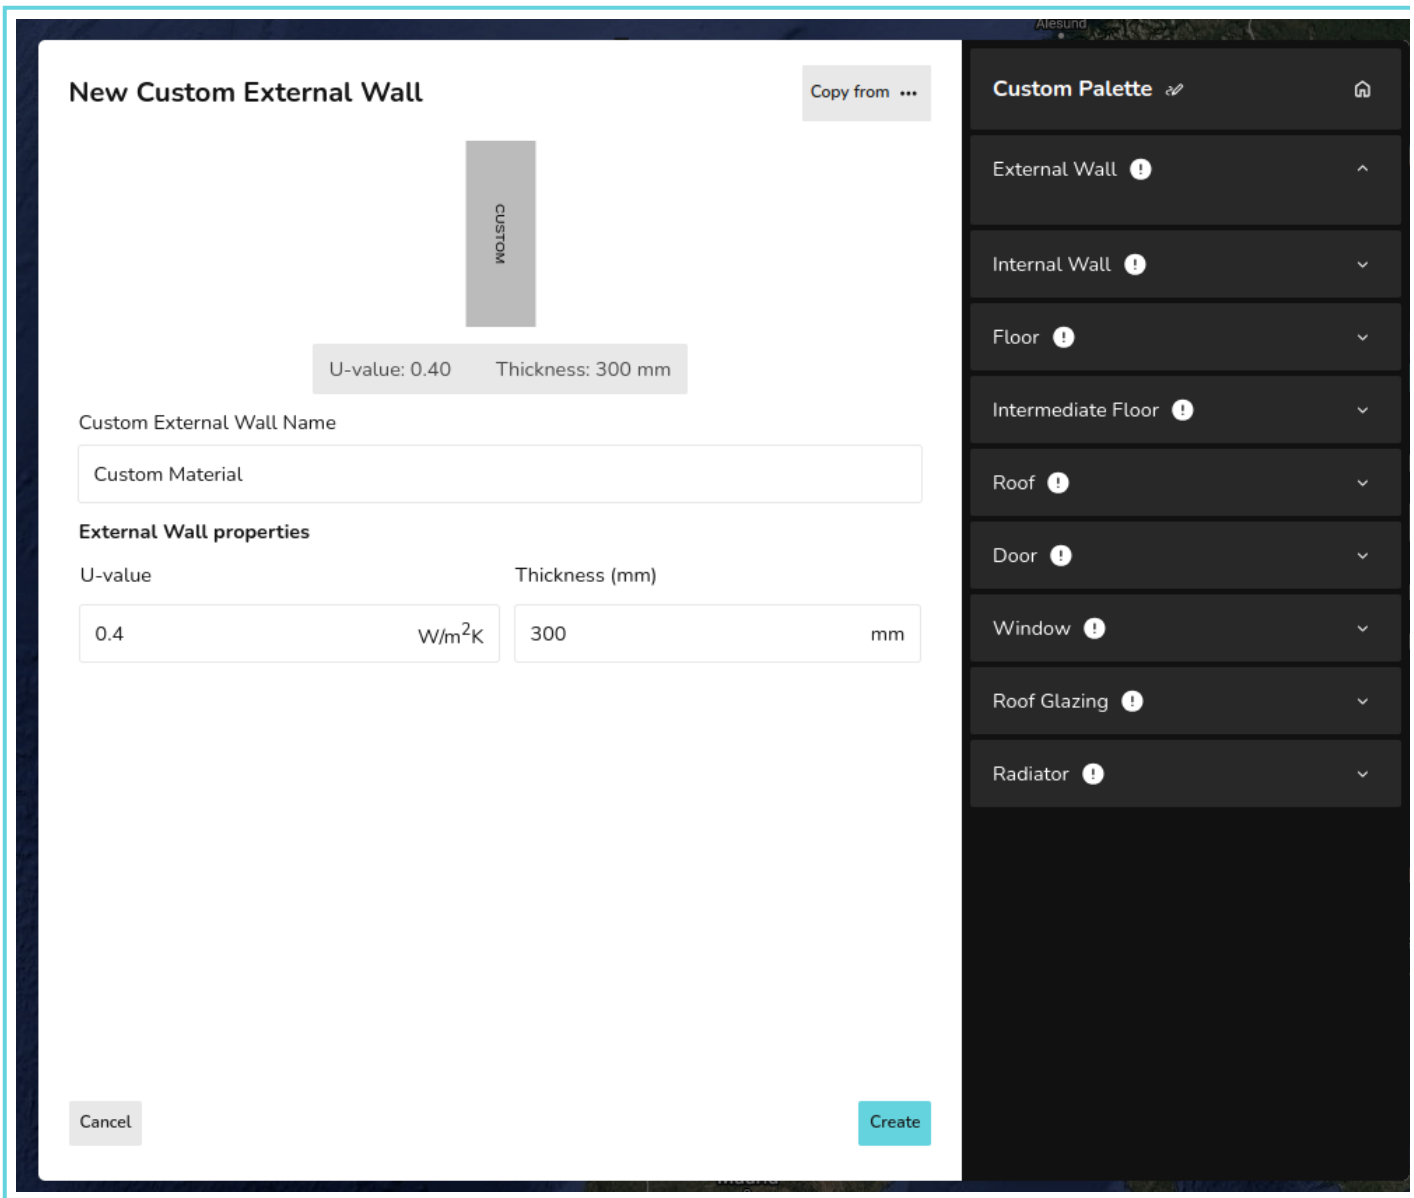 Alesund
New Custom External Wall
Copy from •••
CUSTOM
U-value: 0.40 Thickness: 300 mm
Custom External Wall Name
Custom Material
External Wall properties
U-value Thickness (mm)
0.4 W/m²K 300 mm
Cancel Create
Custom Palette
External Wall !
Internal Wall !
Floor !
Intermediate Floor !
Roof !
Door !
Window !
Roof Glazing !
Radiator !
Madrid